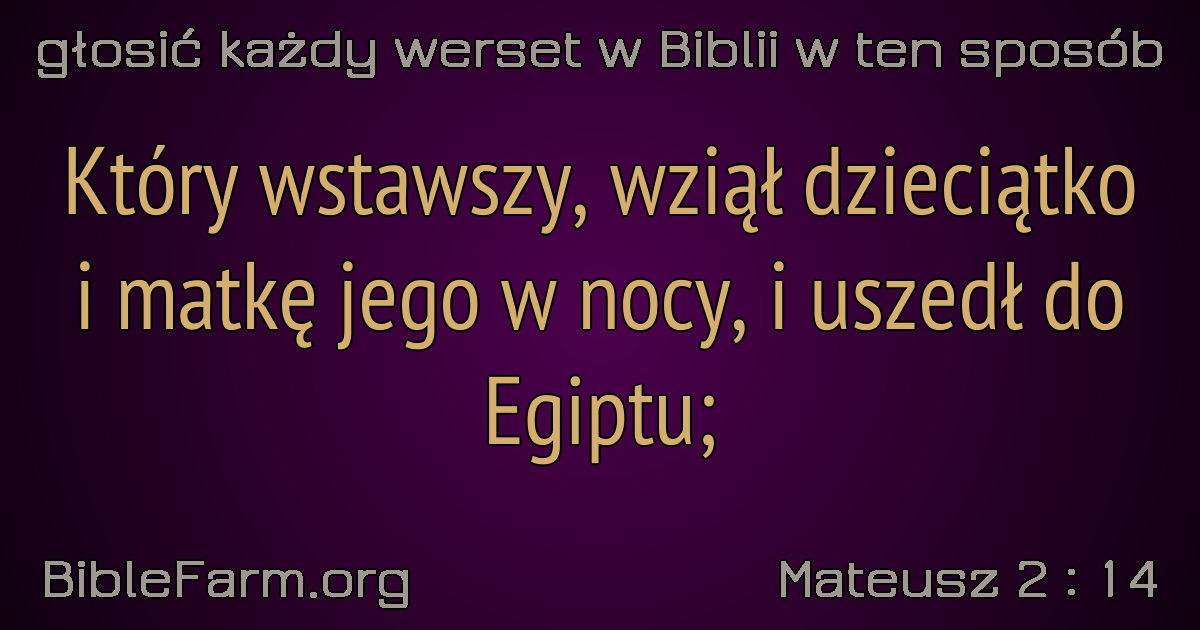 głosić każdy werset w Biblii w ten sposób
Który wstawszy, wziął dzieciątko
i matkę jego w nocy, i uszedł do
Egiptu;
BibleFarm.org
Mateusz 2 : 14